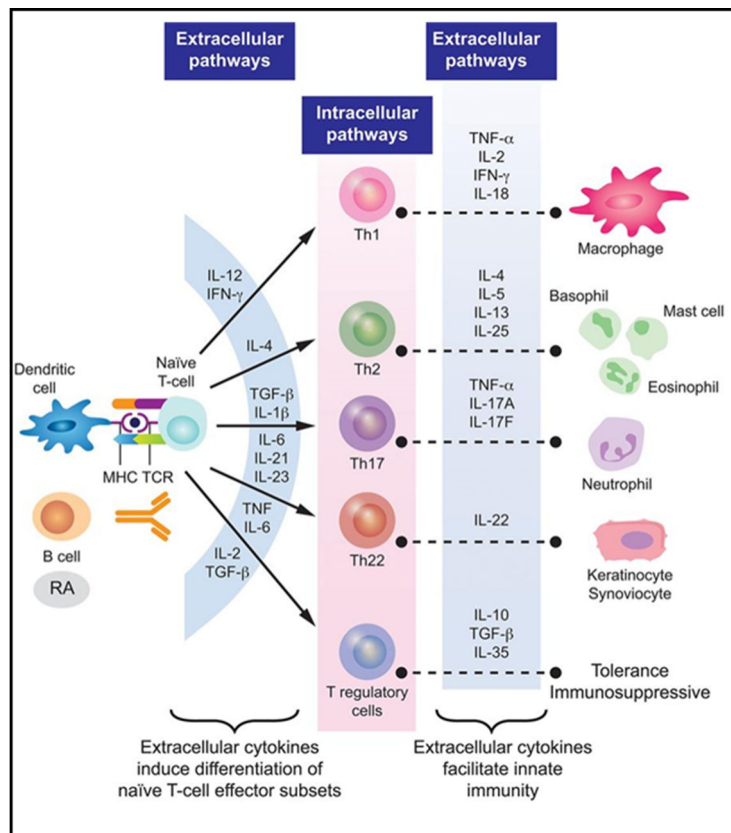 Extracellular
pathways
Extracellular
pathways
Intracellular
pathways
TNF-α
IL-2
IFN-γ
IL-18
Th1
Macrophage
IL-12
IFN-γ
IL-4
IL-5
IL-13
IL-25
Basophil
Mast cell
Eosinophil
IL-4
Th2
Dendritic
cell
Naïve
T-cell
TGF-β
IL-1β
TNF-α
IL-17A
IL-17F
IL-6
IL-21
IL-23
Th17
Neutrophil
MHC TCR
TNF
IL-6
IL-22
Th22
B cell
IL-2
TGF-β
Keratinocyte
Synoviocyte
RA
IL-10
TGF-β
IL-35
T regulatory
cells
Tolerance
Immunosuppressive
Extracellular cytokines
induce differentiation of
naïve T-cell effector subsets
Extracellular cytokines
facilitate innate
immunity